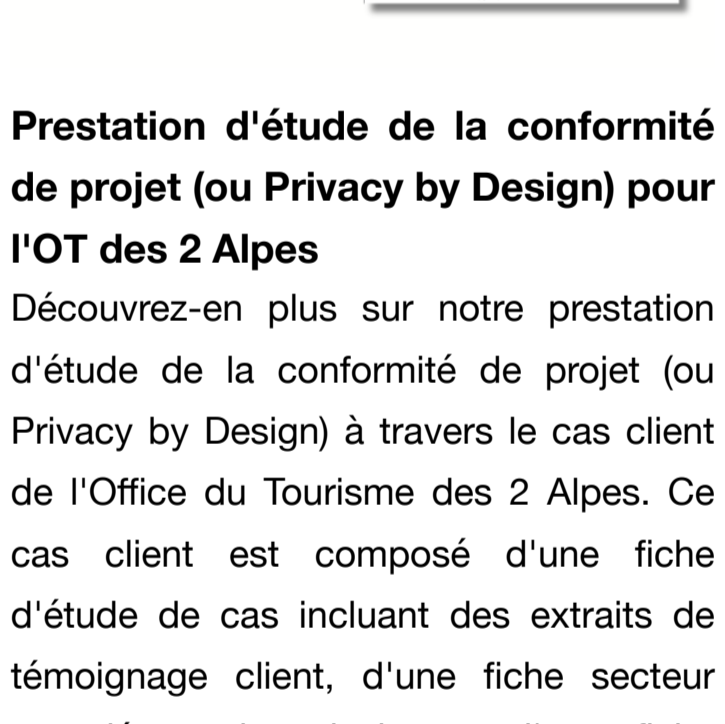 Prestation d'étude de la conformité
de projet (ou Privacy by Design) pour
l'OT des 2 Alpes
Découvrez-en plus sur notre prestation
d'étude de la conformité de projet (ou
Privacy by Design) à travers le cas client
de l'Office du Tourisme des 2 Alpes. Ce
cas client est composé d'une fiche
d'étude de cas incluant des extraits de
témoignage client, d'une fiche secteur